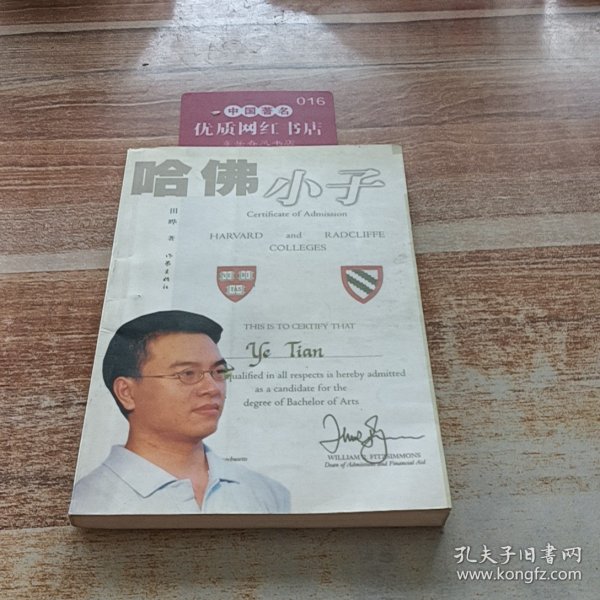 016
中国著名
优质网红书店
哈佛小子
Certificate of Admission
田晔 著
HARVARD and RADCLIFFE
COLLEGES
作家出版社
THIS IS TO CERTIFY THAT
Ye Tian
qualified in all respects is hereby admitted
as a candidate for the
degree of Bachelor of Arts
WILLIAM R. FITZSIMMONS
Dean of Admissions and Financial Aid
孔夫子旧书网
www.kongfz.com